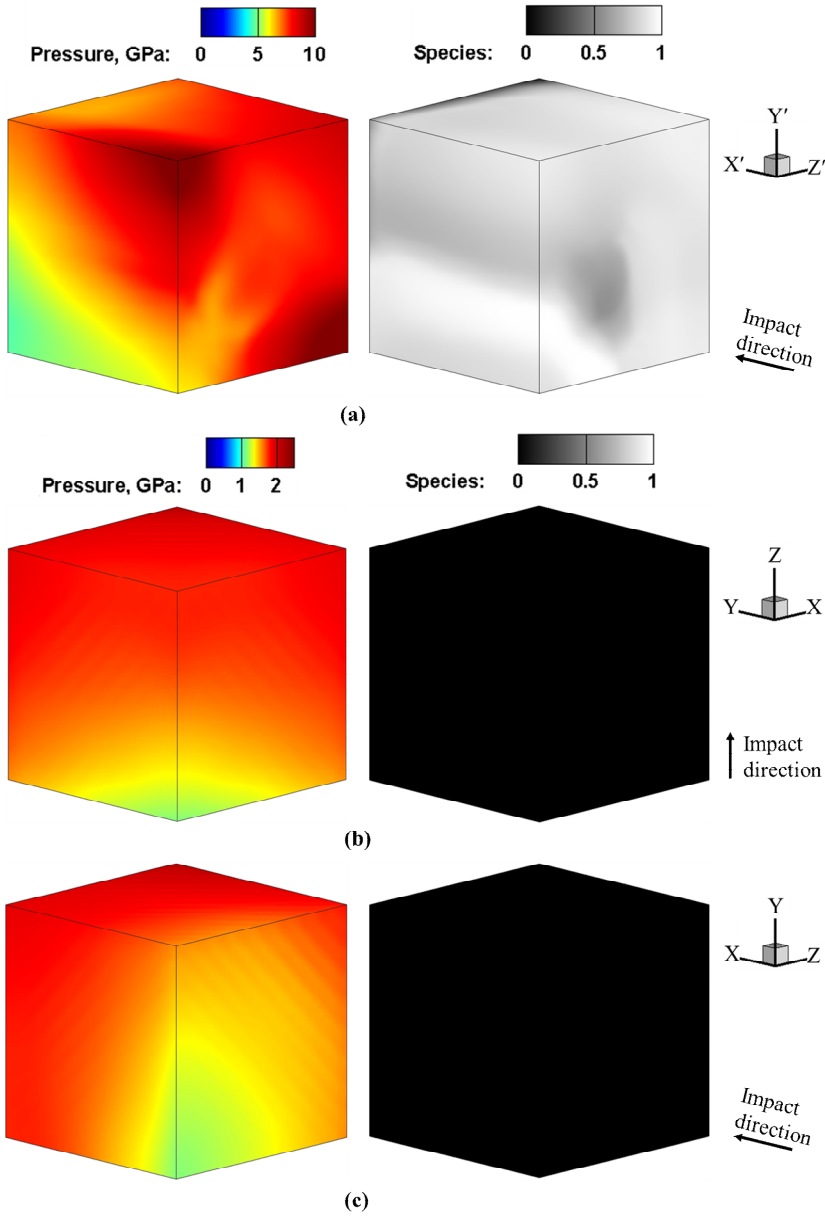 Pressure, GPa: 0 5 10
Species: 0 0.5 1
Y′
X′ Z′
Impact
direction
(a)
Pressure, GPa: 0 1 2
Species: 0 0.5 1
Z
Y X
Impact
direction
(b)
Y
X Z
Impact
direction
(c)